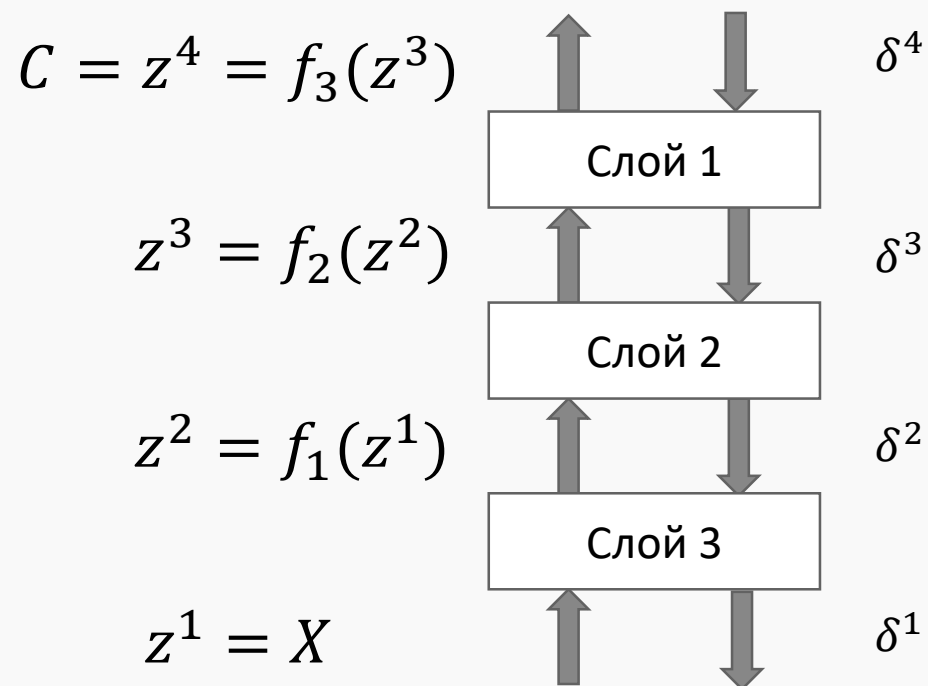 C = z⁴ = f₃(z³)
δ⁴
Слой 1
z³ = f₂(z²)
δ³
Слой 2
z² = f₁(z¹)
δ²
Слой 3
z¹ = X
δ¹